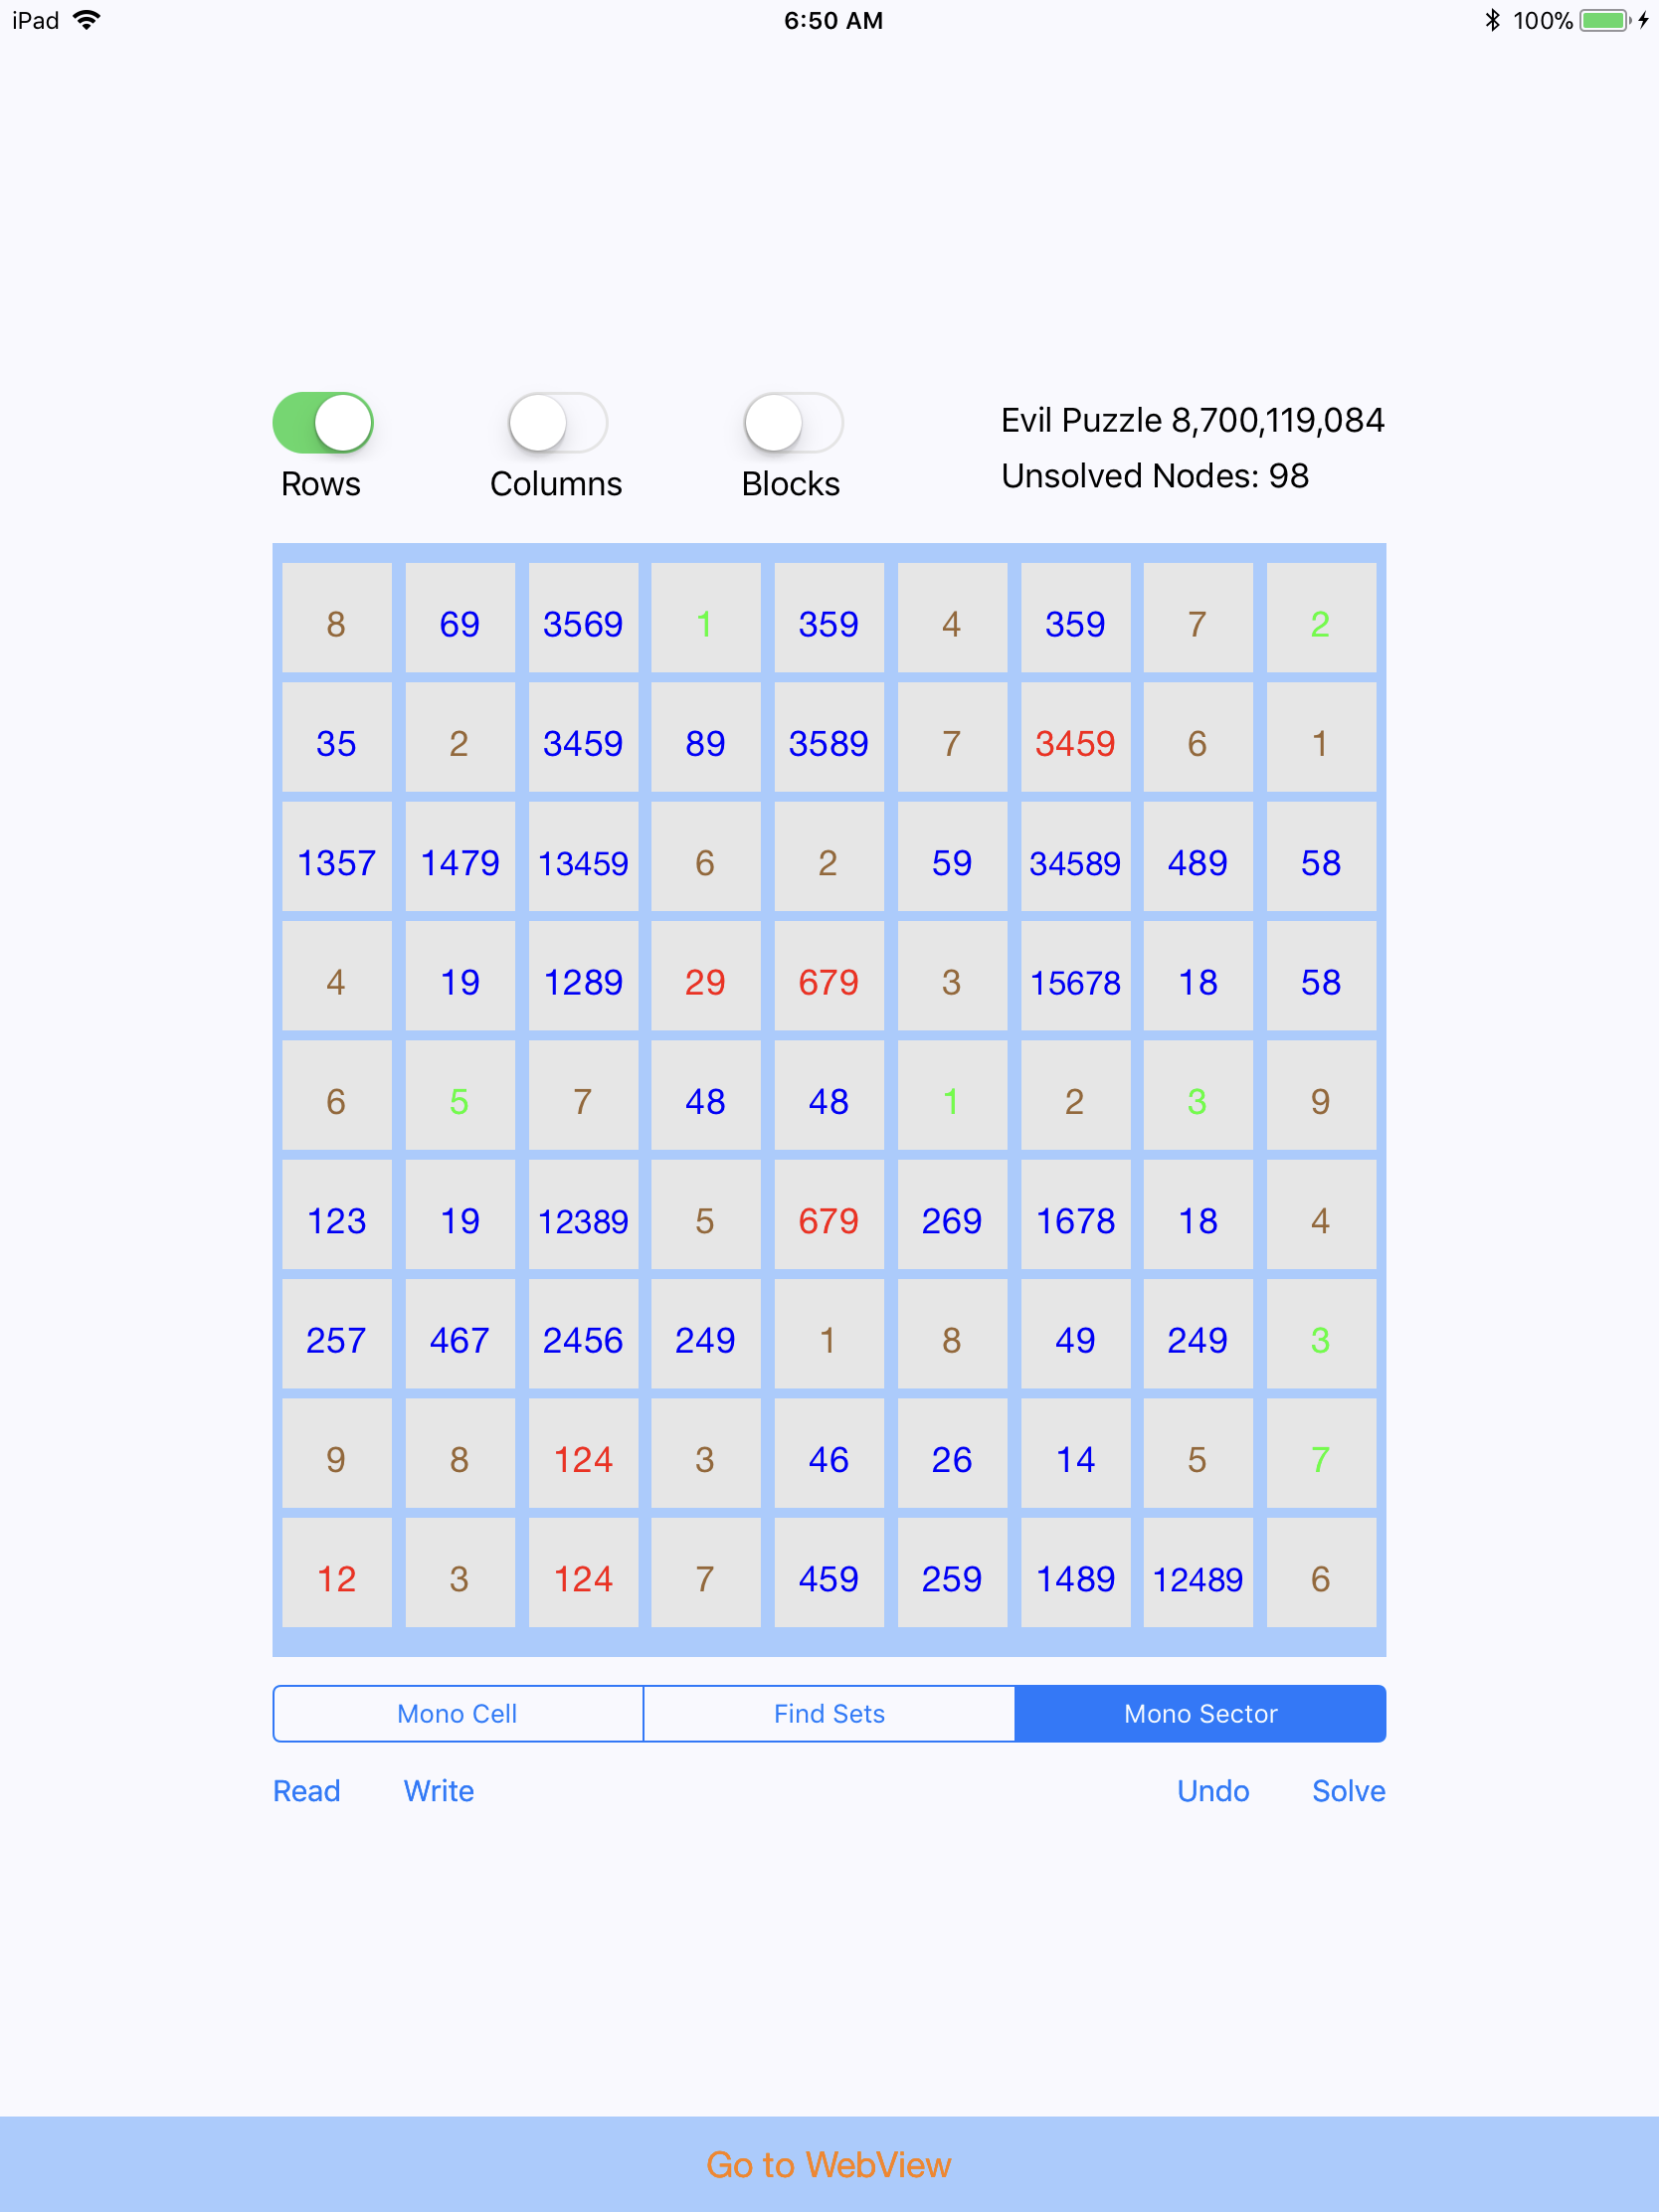 iPad 6:50 AM 100%
Evil Puzzle 8,700,119,084
Rows Columns Blocks Unsolved Nodes: 98
8 69 3569 1 359 4 359 7 2
35 2 3459 89 3589 7 3459 6 1
1357 1479 13459 6 2 59 34589 489 58
4 19 1289 29 679 3 15678 18 58
6 5 7 48 48 1 2 3 9
123 19 12389 5 679 269 1678 18 4
257 467 2456 249 1 8 49 249 3
9 8 124 3 46 26 14 5 7
12 3 124 7 459 259 1489 12489 6
Mono Cell Find Sets Mono Sector
Read Write Undo Solve
Go to WebView